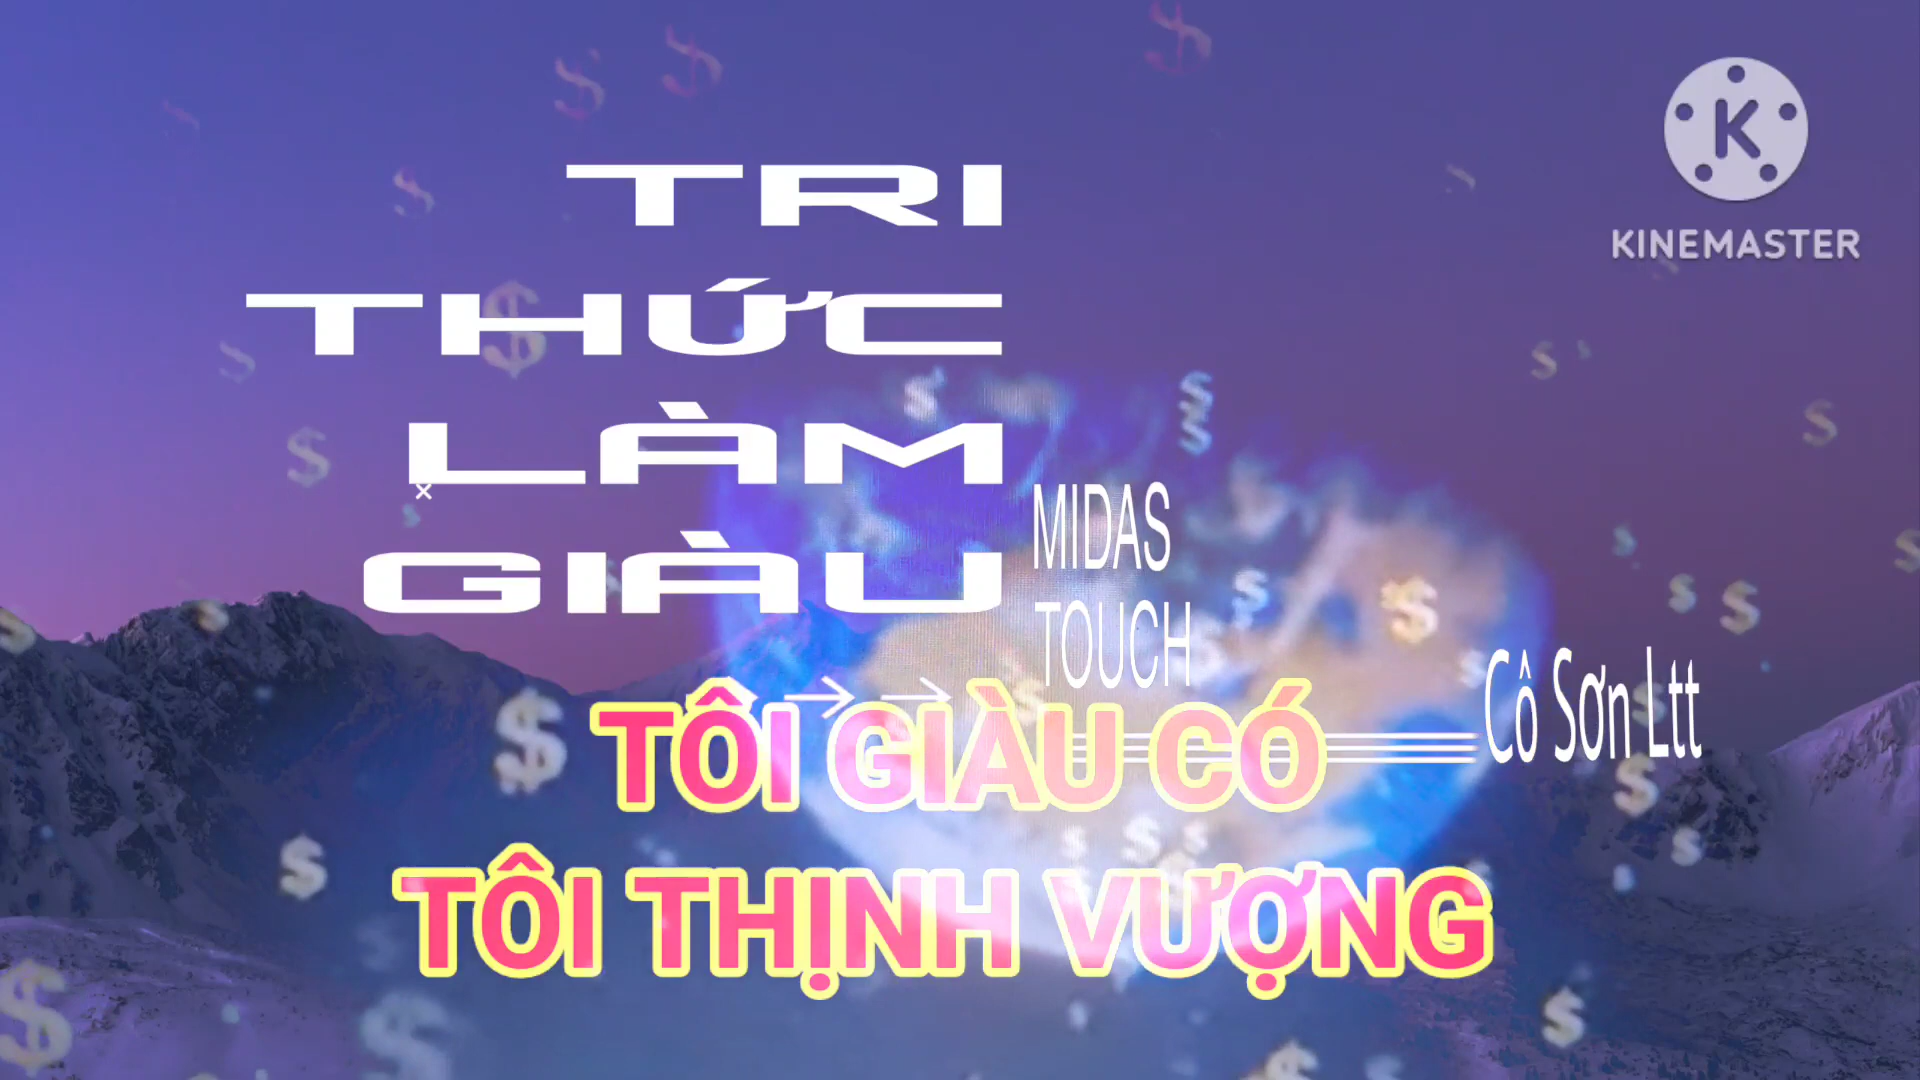 TRI
THỨC
LÀM
GIÀU
MIDAS
TOUCH
Cô Sơn Ltt
TÔI GIÀU CÓ
TÔI THỊNH VƯỢNG
K
KINEMASTER